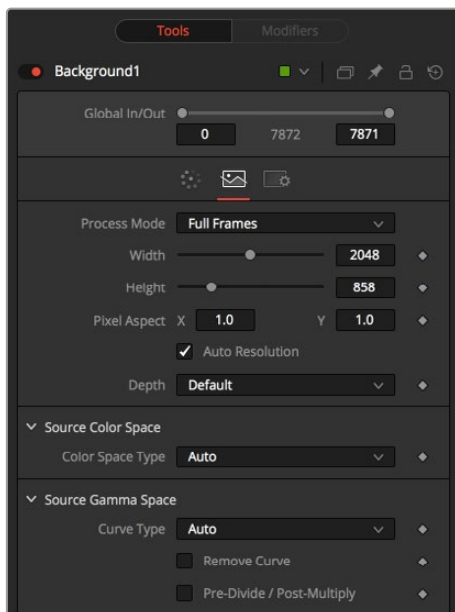 Tools Modifiers
Background1
Global In/Out
0 7872 7871
Process Mode Full Frames
Width 2048
Height 858
Pixel Aspect X 1.0 Y 1.0
Auto Resolution
Depth Default
Source Color Space
Color Space Type Auto
Source Gamma Space
Curve Type Auto
Remove Curve
Pre-Divide / Post-Multiply